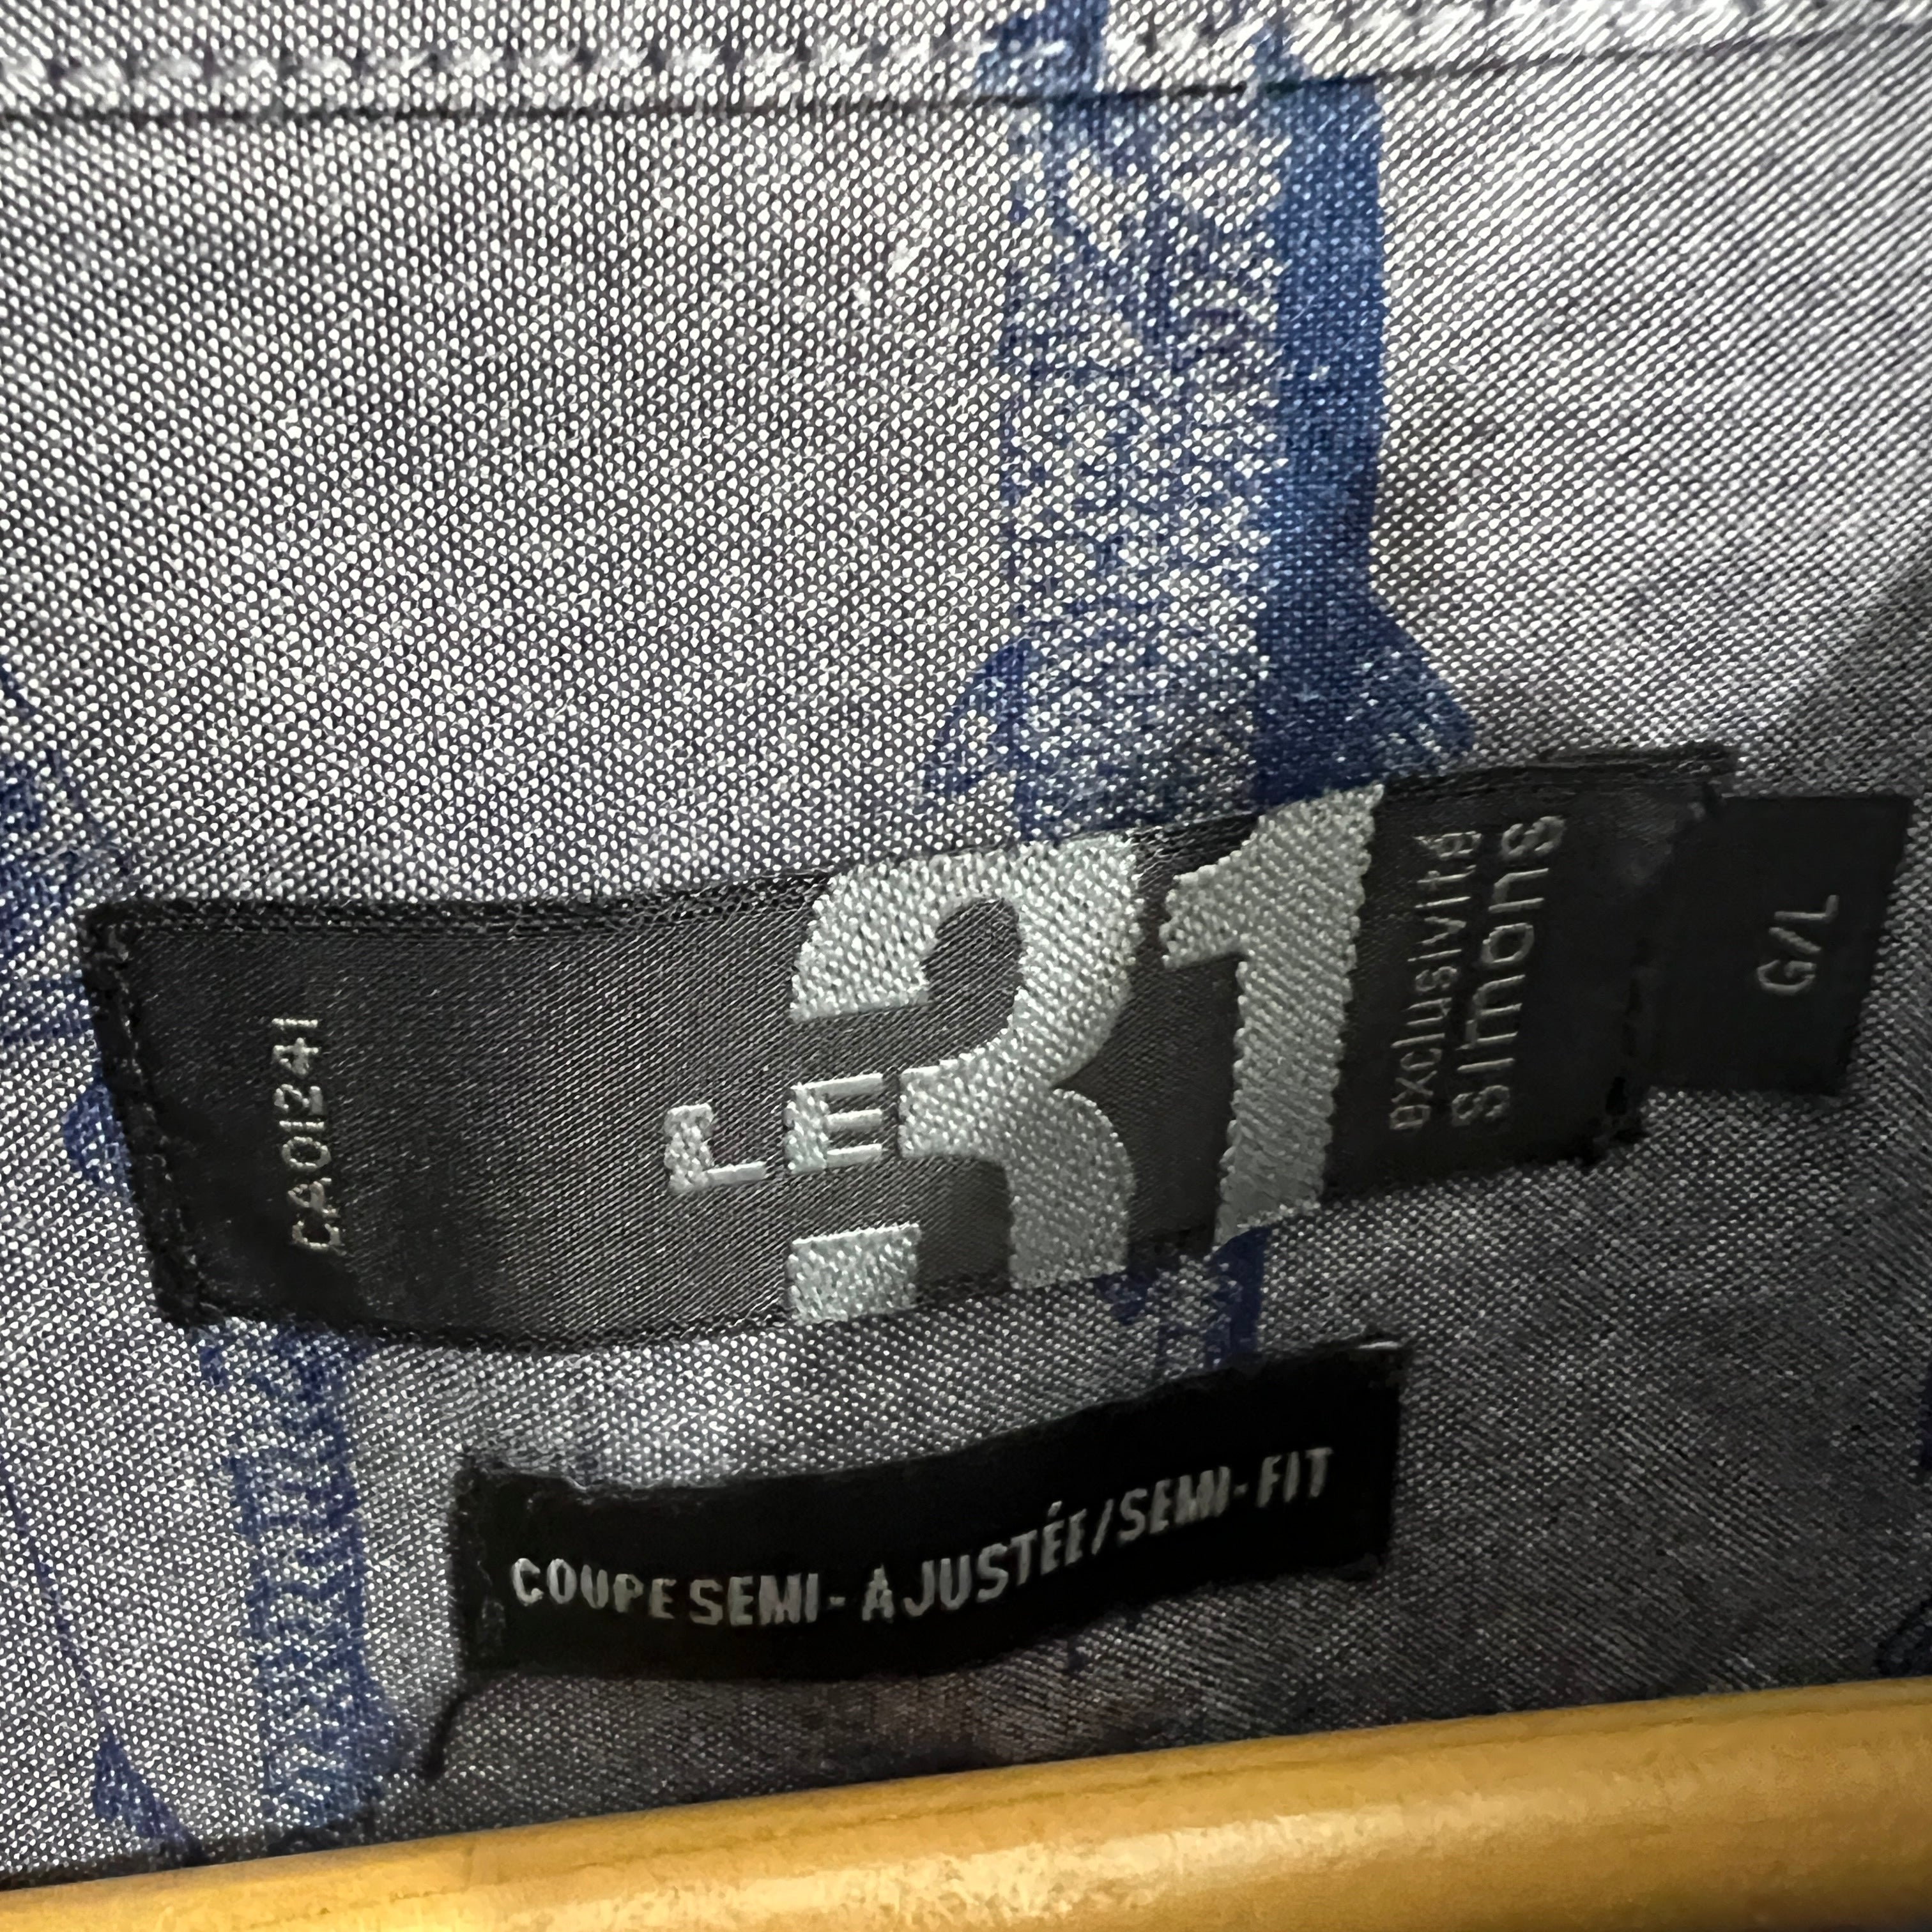 CA01241
LE 31
exclusivité
simons
G/L
COUPE SEMI-AJUSTÉE/SEMI-FIT